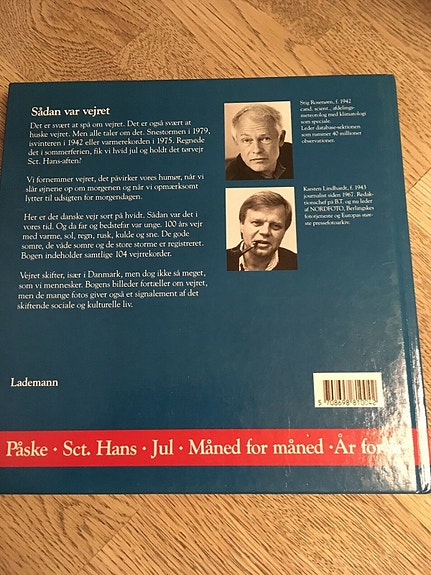 Sådan var vejret
Det er svært at spå om vejret. Det er også svært at
huske vejret. Men alle taler om det. Snestormen i 1979,
isvinteren i 1942 eller varmerekorden i 1975. Regnede
det i sommerferien, fik vi hvid jul og holdt det tørvejr
Sct. Hans-aften?
Vi fornemmer vejret, det påvirker vores humør, når vi
slår øjnene op om morgenen og når vi opmærksomt
lytter til udsigten for morgendagen.
Her er det danske vejr sort på hvidt. Sådan var det i
vores tid. Og da far og bedstefar var unge. 100 års vejr
med varme, sol, regn, rusk, kulde og sne. De gode
somre, de våde somre og de store storme er registreret.
Bogen indeholder samtlige 104 vejrrekorder.
Vejret skifter, især i Danmark, men dog ikke så meget,
som vi mennesker. Bogens billeder fortæller om vejret,
men de mange fotos giver også et signalement af det
skiftende sociale og kulturelle liv.
Stig Rosenørn, f. 1942
cand. scient., afdelings-
meteorolog med klimatologi
som speciale.
Leder database-sektionen
som rummer 40 millioner
observationer.
Karsten Lindhardt, f. 1943
journalist siden 1967. Redak-
tionschef på B.T. og nu leder
af NORDFOTO, Berlingskes
fototjeneste og Europas stør-
ste pressefotoarkiv.
Lademann
5 708698 810042
Påske · Sct. Hans · Jul · Måned for måned · År for